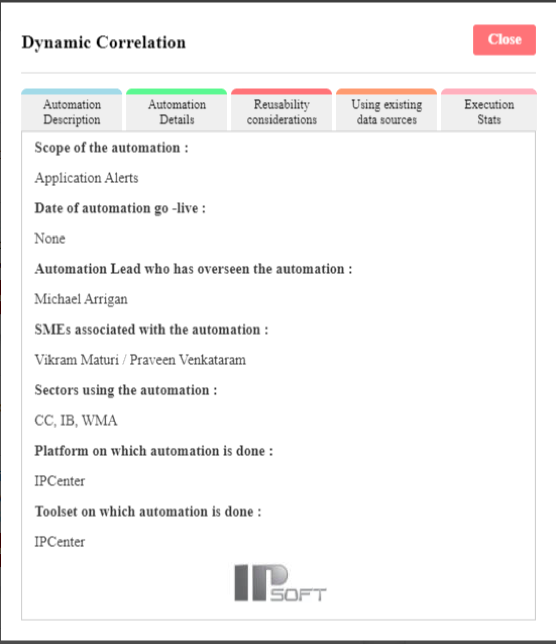 Dynamic Correlation
Close
Automation
Description
Automation
Details
Reusability
considerations
Using existing
data sources
Execution
Stats
Scope of the automation :
Application Alerts
Date of automation go -live :
None
Automation Lead who has overseen the automation :
Michael Arrigan
SMEs associated with the automation :
Vikram Maturi / Praveen Venkataram
Sectors using the automation :
CC, IB, WMA
Platform on which automation is done :
IPCenter
Toolset on which automation is done :
IPCenter
IPSOFT